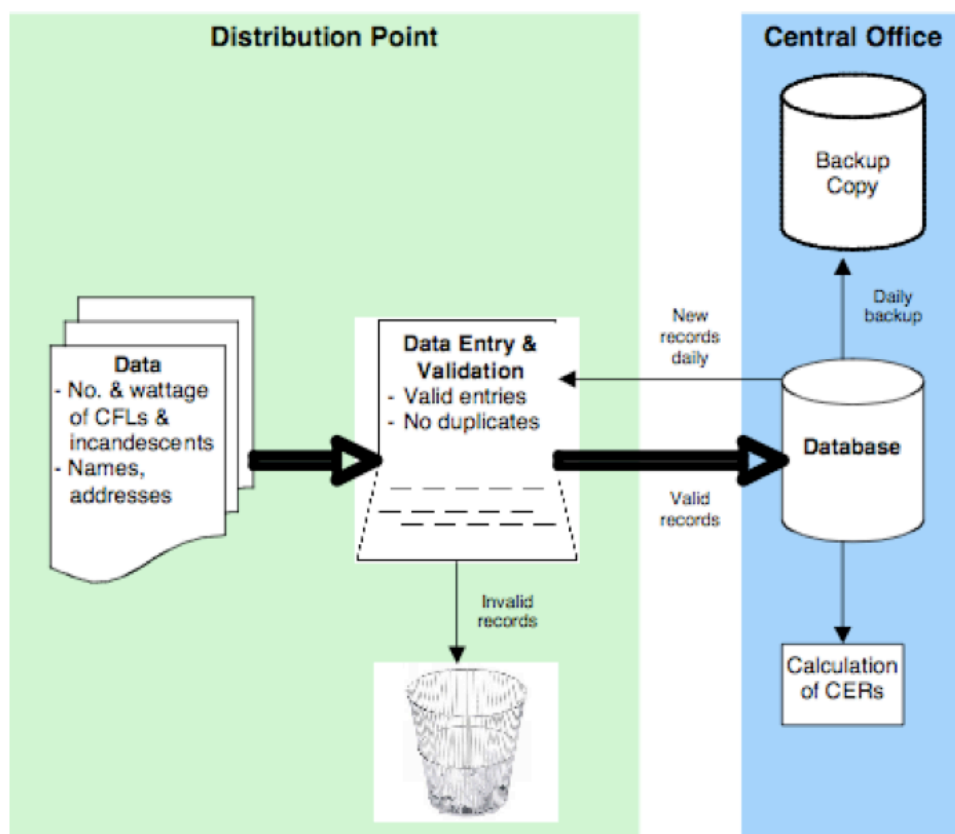 Distribution Point
Central Office
Backup
Copy
Daily
backup
New
records
daily
Data
- No. & wattage
of CFLs &
incandescents
- Names,
addresses
Data Entry &
Validation
- Valid entries
- No duplicates
Database
Valid
records
Invalid
records
Calculation
of CERs